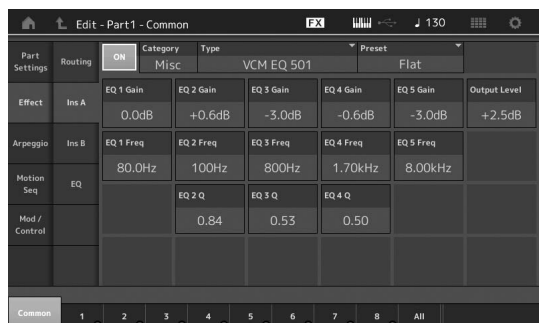 Edit - Part1 - Common FX ♩ 130
Part Settings Routing ON Category Misc Type VCM EQ 501 Preset Flat
Effect Ins A
EQ 1 Gain EQ 2 Gain EQ 3 Gain EQ 4 Gain EQ 5 Gain Output Level
0.0dB +0.6dB -3.0dB -0.6dB -3.0dB +2.5dB
Arpeggio Ins B
EQ 1 Freq EQ 2 Freq EQ 3 Freq EQ 4 Freq EQ 5 Freq
80.0Hz 100Hz 800Hz 1.70kHz 8.00kHz
Motion Seq EQ
EQ 2 Q EQ 3 Q EQ 4 Q
0.84 0.53 0.50
Mod / Control
Common 1 2 3 4 5 6 7 8 All